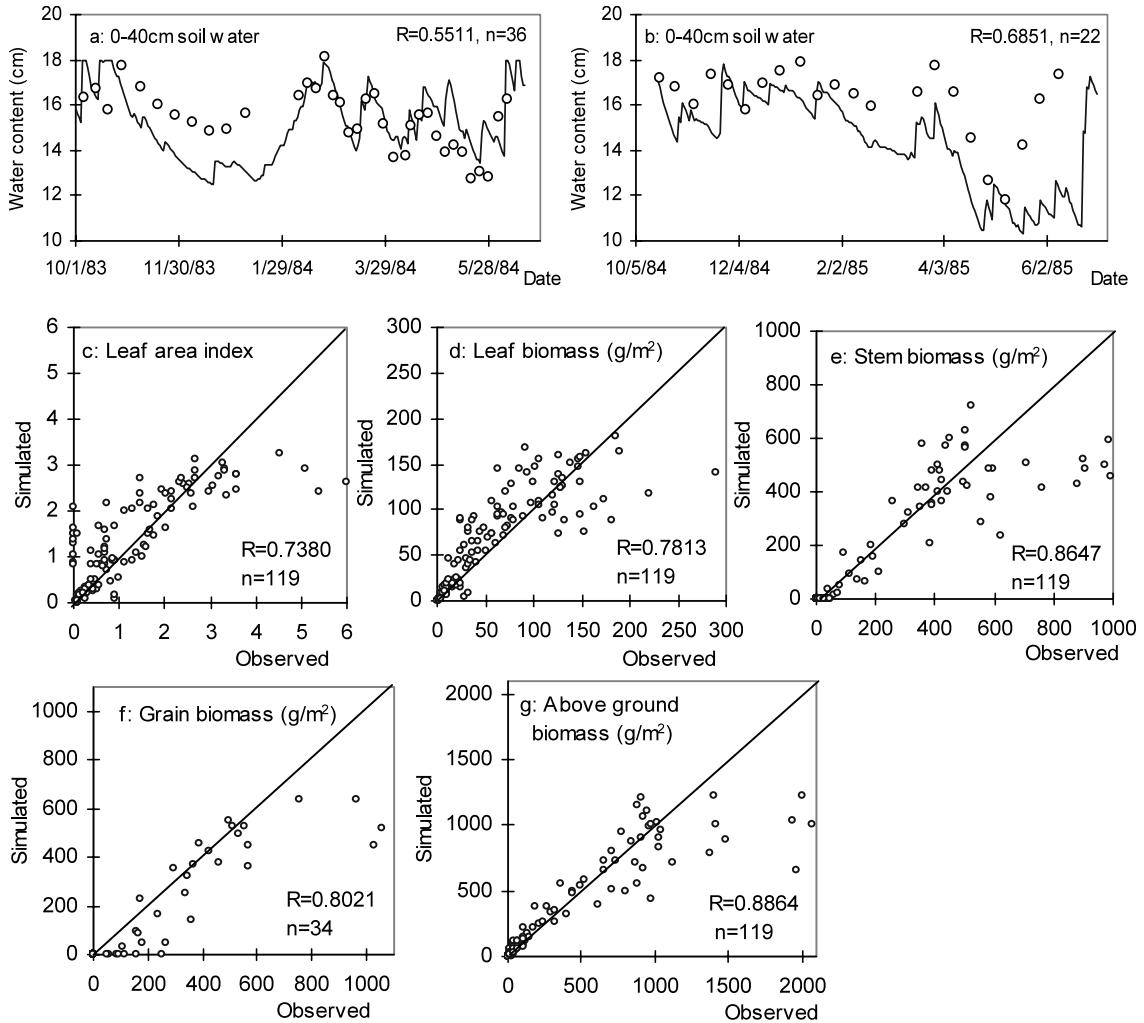 a: 0-40cm soil water
R=0.5511, n=36
Water content (cm)
20
18
16
14
12
10
10/1/83
11/30/83
1/29/84
3/29/84
5/28/84
Date
b: 0-40cm soil water
R=0.6851, n=22
Water content (cm)
20
18
16
14
12
10
10/5/84
12/4/84
2/2/85
4/3/85
6/2/85
Date
c: Leaf area index
Simulated
6
5
4
3
2
1
0
R=0.7380
n=119
0
1
2
3
4
5
6
Observed
d: Leaf biomass (g/m²)
Simulated
300
250
200
150
100
50
0
R=0.7813
n=119
0
50
100
150
200
250
300
Observed
e: Stem biomass (g/m²)
Simulated
1000
800
600
400
200
0
R=0.8647
n=119
0
200
400
600
800
1000
Observed
f: Grain biomass (g/m²)
Simulated
1000
800
600
400
200
0
R=0.8021
n=34
0
200
400
600
800
1000
Observed
g: Above ground
biomass (g/m²)
Simulated
2000
1500
1000
500
0
R=0.8864
n=119
0
500
1000
1500
2000
Observed